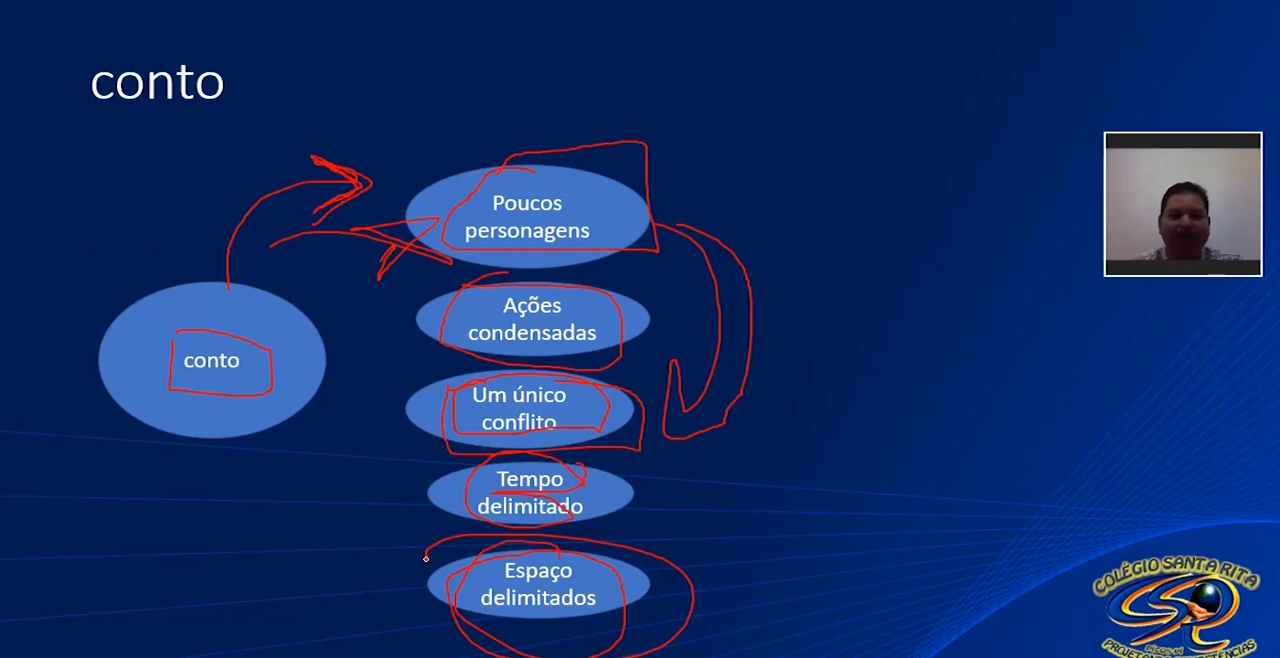 conto
Poucos
personagens
Ações
condensadas
conto
Um único
conflito
Tempo
delimitado
Espaço
delimitados
COLÉGIO SANTA RITA